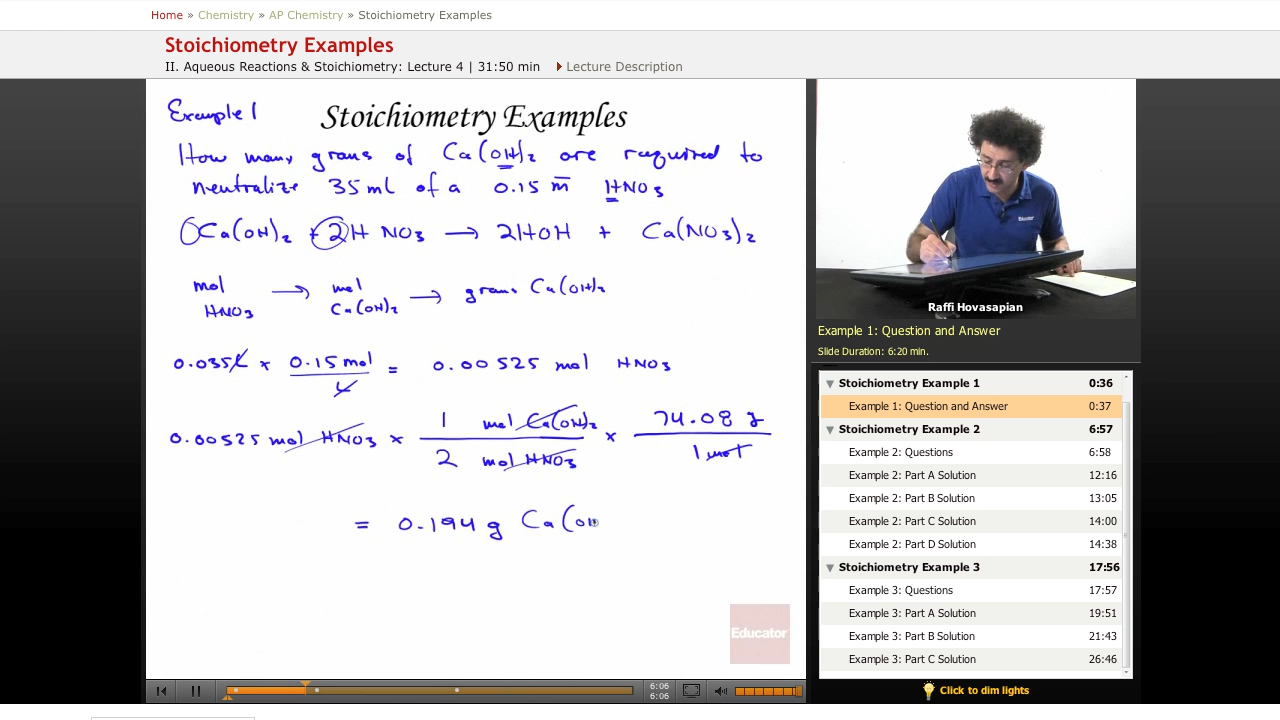 Home » Chemistry » AP Chemistry » Stoichiometry Examples
Stoichiometry Examples
II. Aqueous Reactions & Stoichiometry: Lecture 4 | 31:50 min Lecture Description
Example 1
Stoichiometry Examples
How many grams of Ca(OH)₂ are required to
neutralize 35 ml of a 0.15 m̅ HNO₃
Ca(OH)₂ + 2H NO₃ → 2HOH + Ca(NO₃)₂
mol HNO₃ → mol Ca(OH)₂ → grams Ca(OH)₂
0.035 L × 0.15 mol / L = 0.00525 mol HNO₃
0.00525 mol HNO₃ × 1 mol Ca(OH)₂ / 2 mol HNO₃ × 74.08 g / 1 mol
= 0.194 g Ca(OH
Educator
Raffi Hovasapian
Example 1: Question and Answer
Slide Duration: 6:20 min.
Stoichiometry Example 1 0:36
Example 1: Question and Answer 0:37
Stoichiometry Example 2 6:57
Example 2: Questions 6:58
Example 2: Part A Solution 12:16
Example 2: Part B Solution 13:05
Example 2: Part C Solution 14:00
Example 2: Part D Solution 14:38
Stoichiometry Example 3 17:56
Example 3: Questions 17:57
Example 3: Part A Solution 19:51
Example 3: Part B Solution 21:43
Example 3: Part C Solution 26:46
6:06
6:06
Click to dim lights